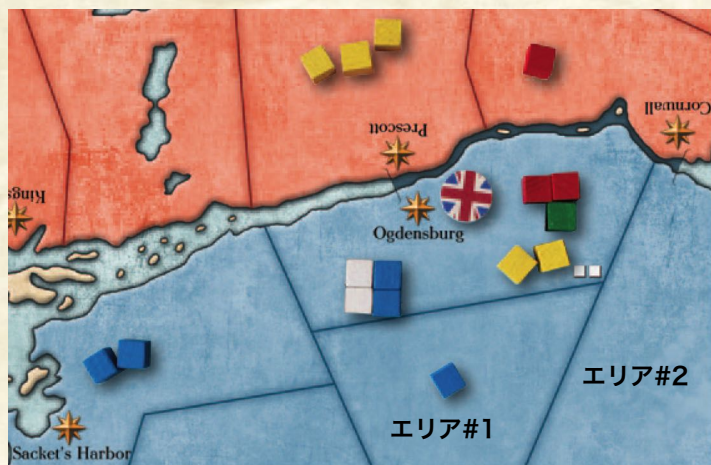 Cornwall
Prescott
Kings
Ogdensburg
エリア#2
エリア#1
Sacket's Harbor